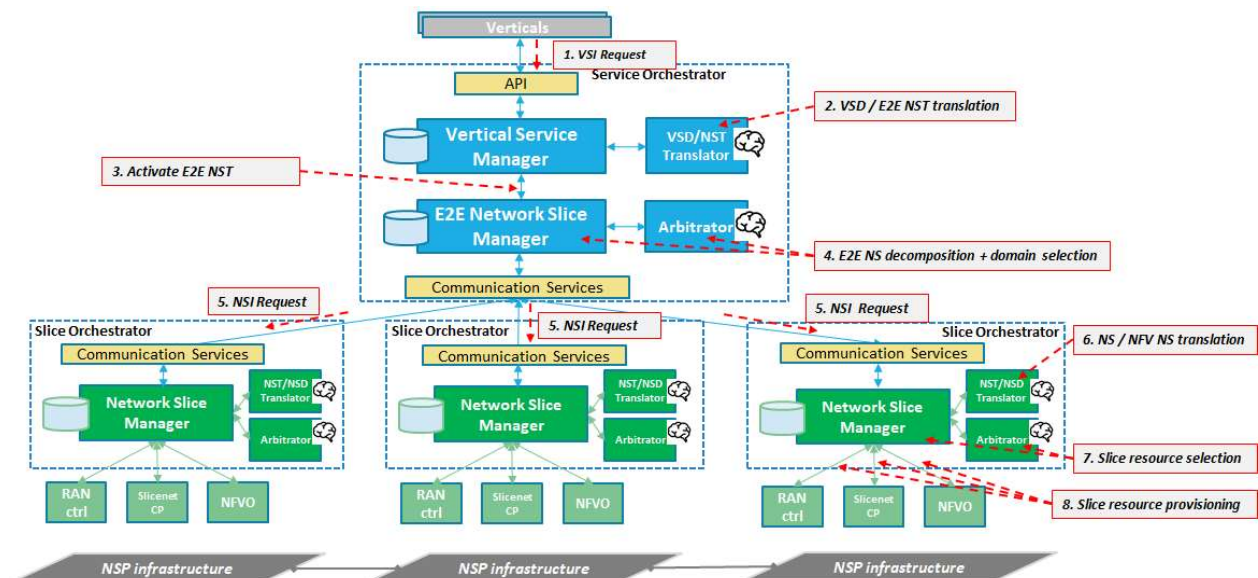 Verticals
1. VSI Request
Service Orchestrator
API
2. VSD / E2E NST translation
Vertical Service
Manager
VSD/NST
Translator
3. Activate E2E NST
E2E Network Slice
Manager
Arbitrator
4. E2E NS decomposition + domain selection
Communication Services
5. NSI Request
5. NSI Request
5. NSI Request
Slice Orchestrator
Communication Services
Network Slice
Manager
NST/NSD
Translator
Arbitrator
RAN
ctrl
Slicenet
CP
NFVO
Slice Orchestrator
Communication Services
Network Slice
Manager
NST/NSD
Translator
Arbitrator
RAN
ctrl
Slicenet
CP
NFVO
Slice Orchestrator
Communication Services
6. NS / NFV NS translation
Network Slice
Manager
NST/NSD
Translator
Arbitrator
7. Slice resource selection
RAN
ctrl
Slicenet
CP
NFVO
8. Slice resource provisioning
NSP infrastructure
NSP infrastructure
NSP infrastructure